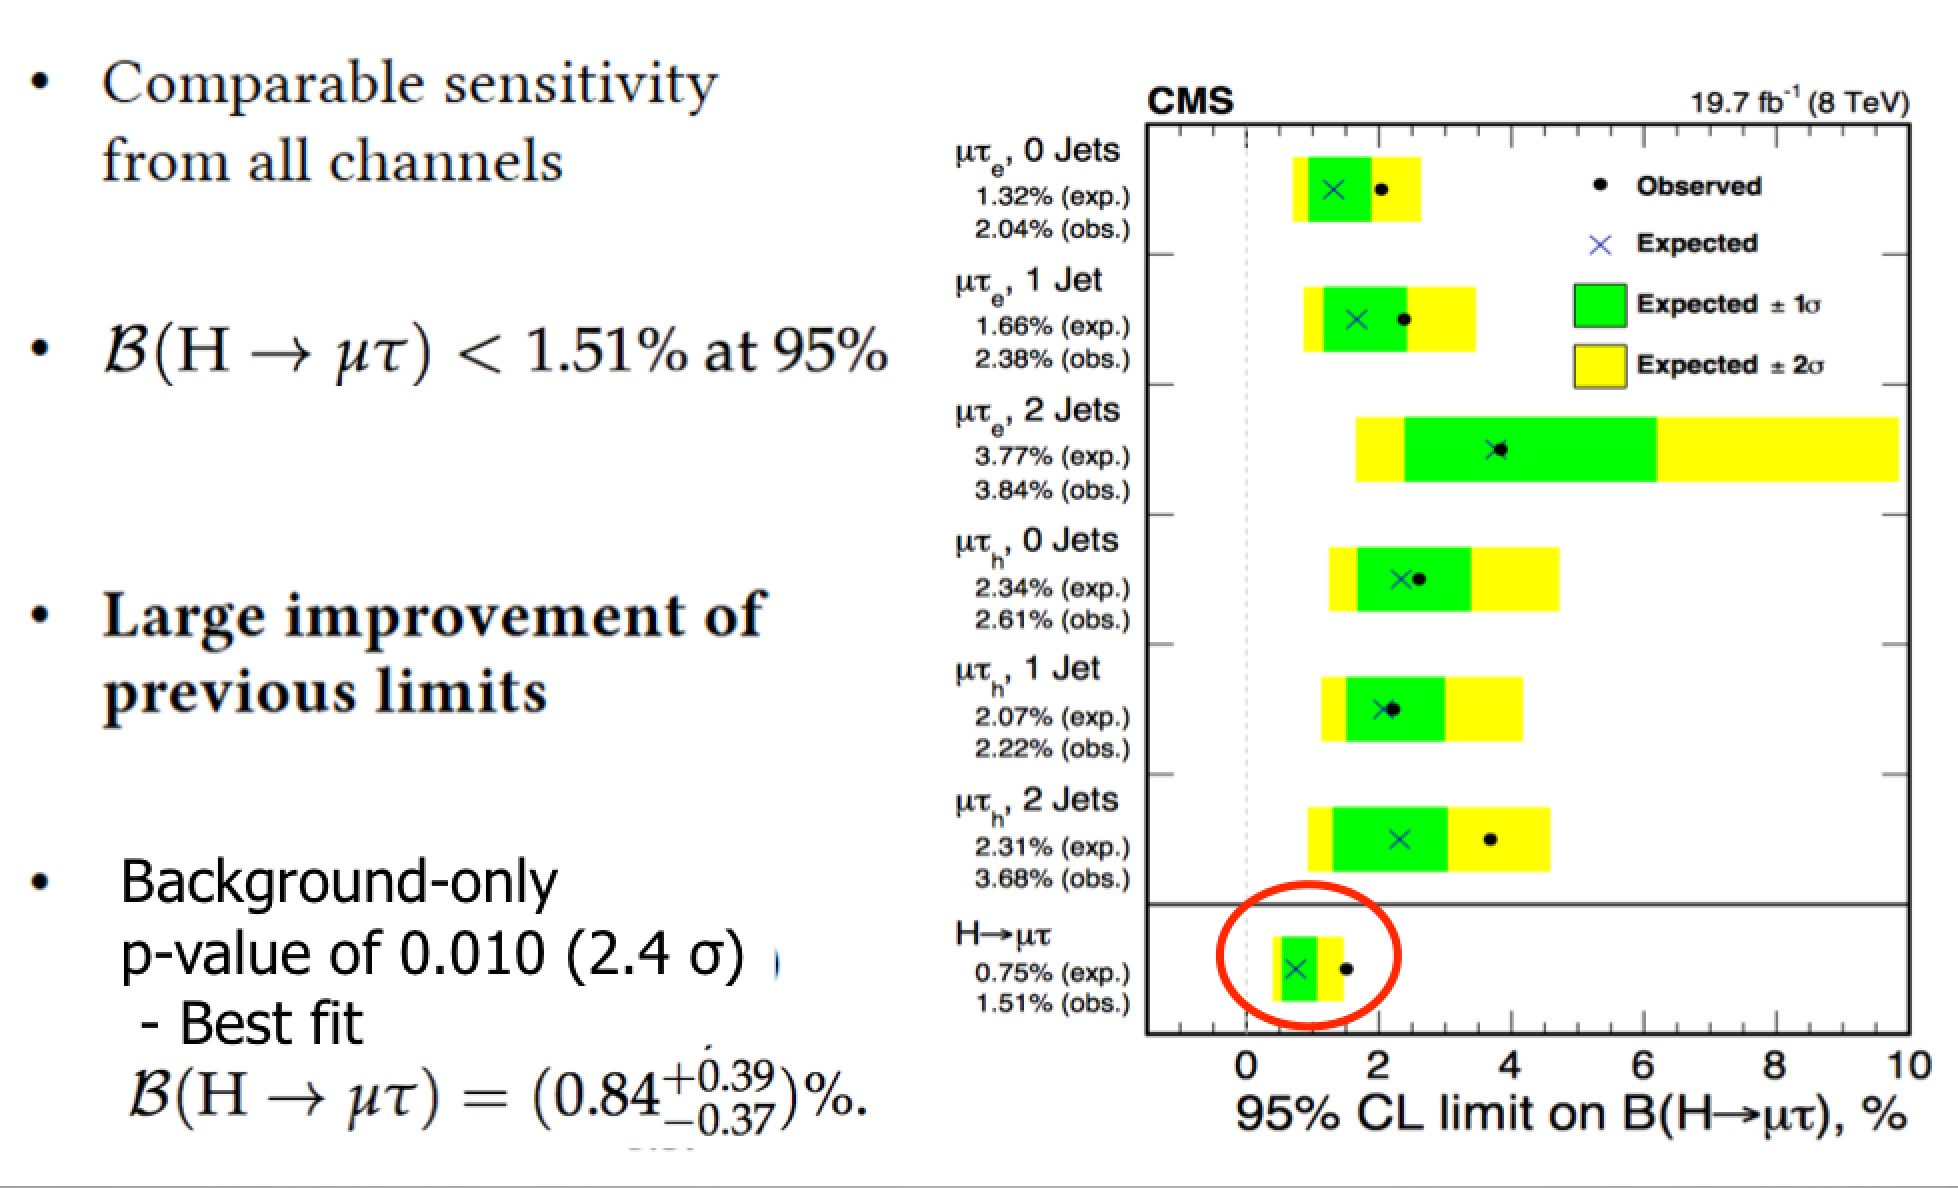 • Comparable sensitivity
from all channels
• ℬ(H → μτ) < 1.51% at 95%
• Large improvement of
previous limits
• Background-only
p-value of 0.010 (2.4 σ)
- Best fit
ℬ(H → μτ) = (0.84+0.39−0.37)%.
CMS 19.7 fb⁻¹ (8 TeV)
μτₑ, 0 Jets
1.32% (exp.)
2.04% (obs.)
μτₑ, 1 Jet
1.66% (exp.)
2.38% (obs.)
μτₑ, 2 Jets
3.77% (exp.)
3.84% (obs.)
μτₕ, 0 Jets
2.34% (exp.)
2.61% (obs.)
μτₕ, 1 Jet
2.07% (exp.)
2.22% (obs.)
μτₕ, 2 Jets
2.31% (exp.)
3.68% (obs.)
H→μτ
0.75% (exp.)
1.51% (obs.)
Observed
Expected
Expected ± 1σ
Expected ± 2σ
0 2 4 6 8 10
95% CL limit on B(H→μτ), %